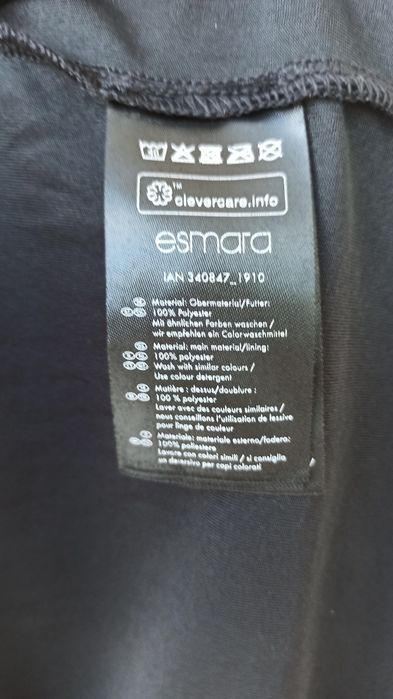 30
™
clevercare.info
esmara
IAN 340847_1910
Material: Obermaterial/Futter:
100% Polyester
Mit ähnlichen Farben waschen /
wir empfehlen ein Colorwaschmittel
Material: main material/lining:
100% polyester
Wash with similar colours /
Use colour detergent
Matière : dessus/doublure :
100 % polyester
Laver avec des couleurs similaires /
nous conseillons l'utilisation de lessive
pour linge de couleur
Materiale: materiale esterno/fodera:
100% poliestere
Lavare con colori simili / si consiglia
un detersivo per capi colorati